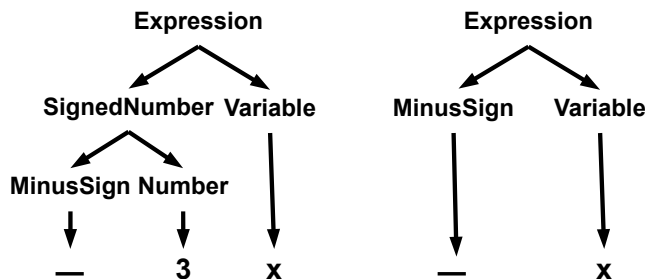 Expression Expression
SignedNumber Variable MinusSign Variable
MinusSign Number
— 3 x — x